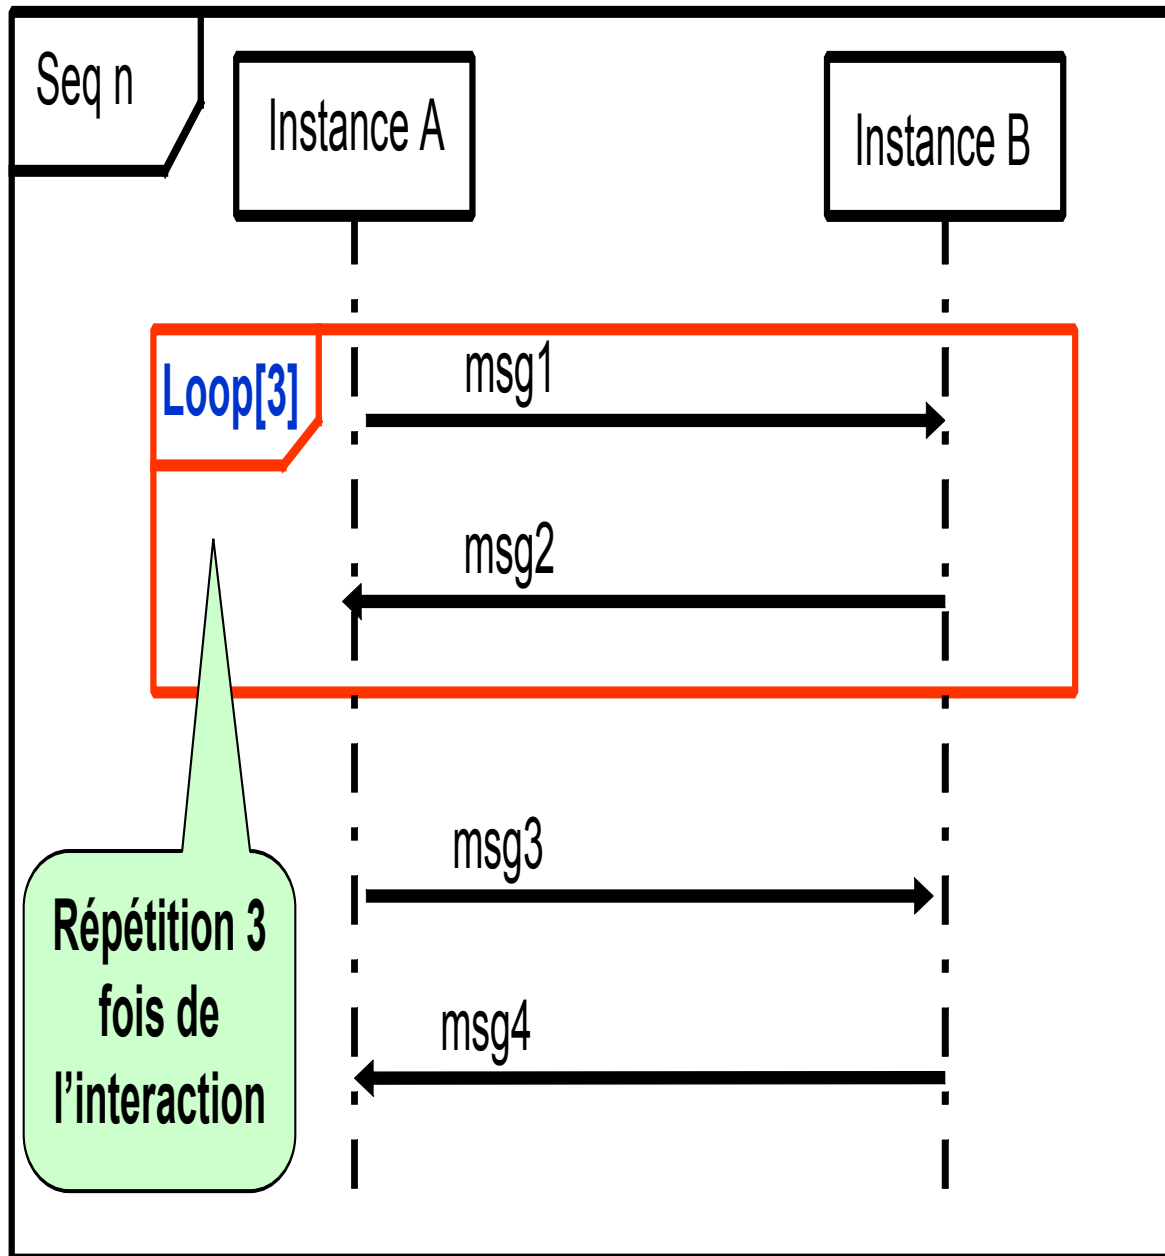 Seq n
Instance A
Instance B
Loop[3]
msg1
msg2
msg3
Répétition 3
fois de
l’interaction
msg4